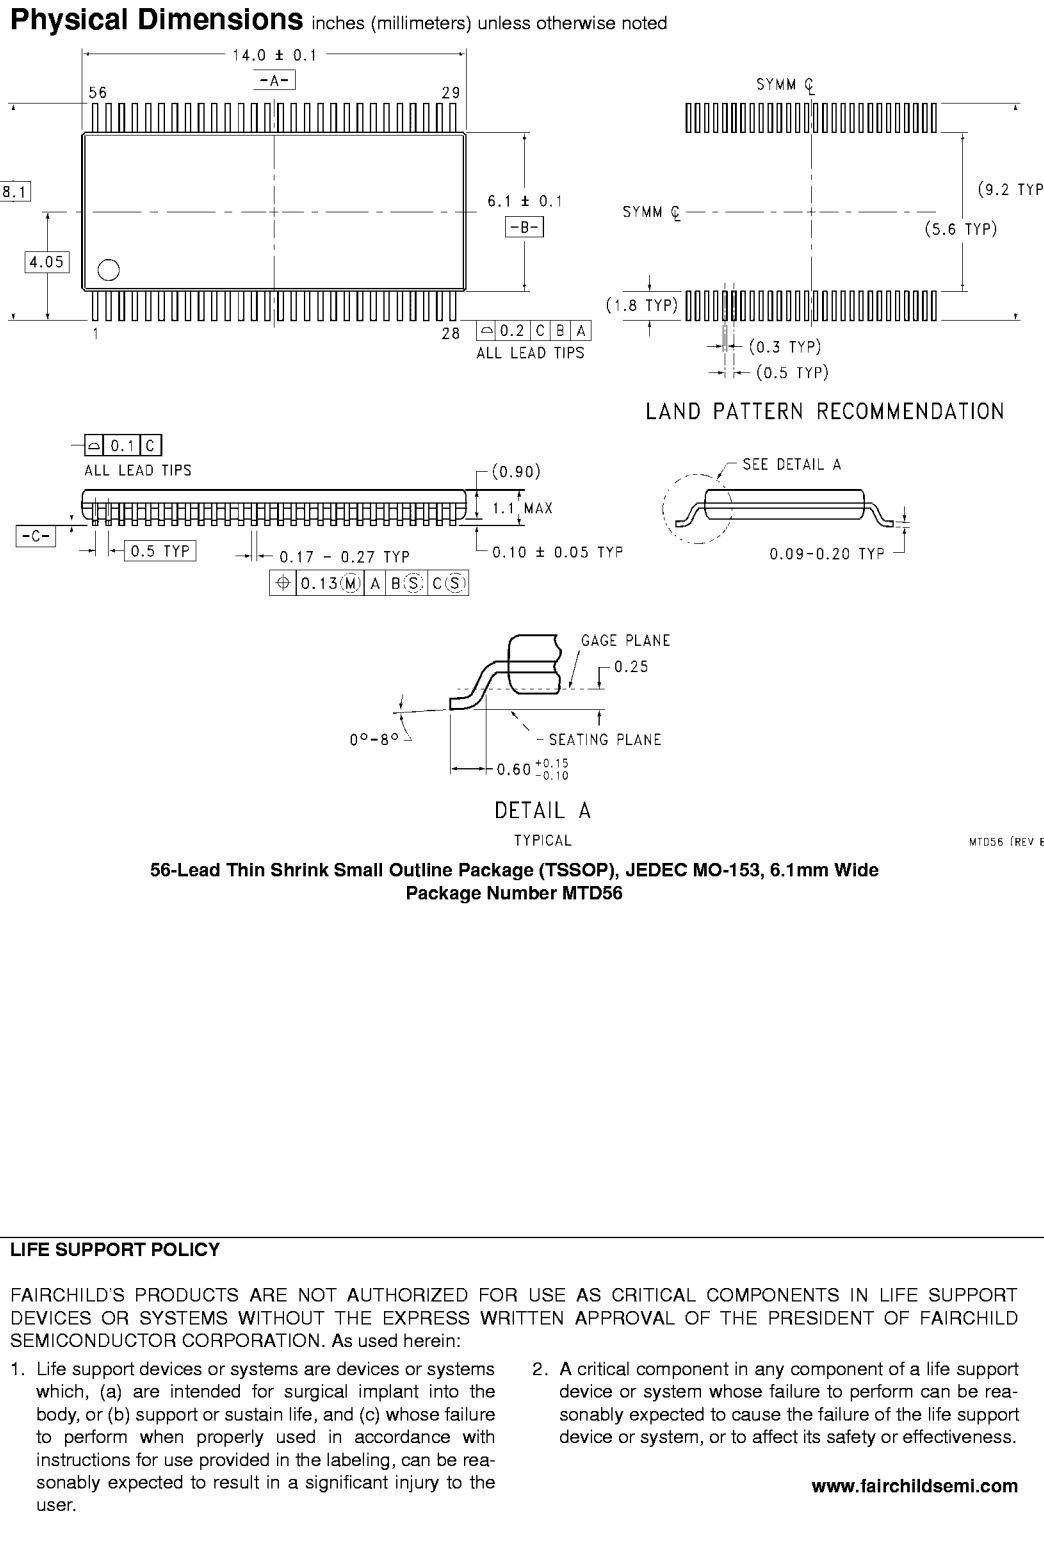 Physical Dimensions inches (millimeters) unless otherwise noted
14.0 ± 0.1
-A-
56 29
8.1
6.1 ± 0.1
-B-
4.05
1 28
⌓ 0.2 C B A
ALL LEAD TIPS
SYMM ℄
(9.2 TYP
SYMM ℄
(5.6 TYP)
(1.8 TYP)
(0.3 TYP)
(0.5 TYP)
LAND PATTERN RECOMMENDATION
⌓ 0.1 C
ALL LEAD TIPS
(0.90)
1.1 MAX
-C-
0.5 TYP
0.17 - 0.27 TYP
0.10 ± 0.05 TYP
⌖ 0.13Ⓜ A BⓈ CⓈ
SEE DETAIL A
0.09-0.20 TYP
GAGE PLANE
0.25
0°-8°
SEATING PLANE
0.60 +0.15 -0.10
DETAIL A
TYPICAL
MTD56 (REV
56-Lead Thin Shrink Small Outline Package (TSSOP), JEDEC MO-153, 6.1mm Wide
Package Number MTD56
LIFE SUPPORT POLICY
FAIRCHILD'S PRODUCTS ARE NOT AUTHORIZED FOR USE AS CRITICAL COMPONENTS IN LIFE SUPPORT
DEVICES OR SYSTEMS WITHOUT THE EXPRESS WRITTEN APPROVAL OF THE PRESIDENT OF FAIRCHILD
SEMICONDUCTOR CORPORATION. As used herein:
1. Life support devices or systems are devices or systems
which, (a) are intended for surgical implant into the
body, or (b) support or sustain life, and (c) whose failure
to perform when properly used in accordance with
instructions for use provided in the labeling, can be rea-
sonably expected to result in a significant injury to the
user.
2. A critical component in any component of a life support
device or system whose failure to perform can be rea-
sonably expected to cause the failure of the life support
device or system, or to affect its safety or effectiveness.
www.fairchildsemi.com